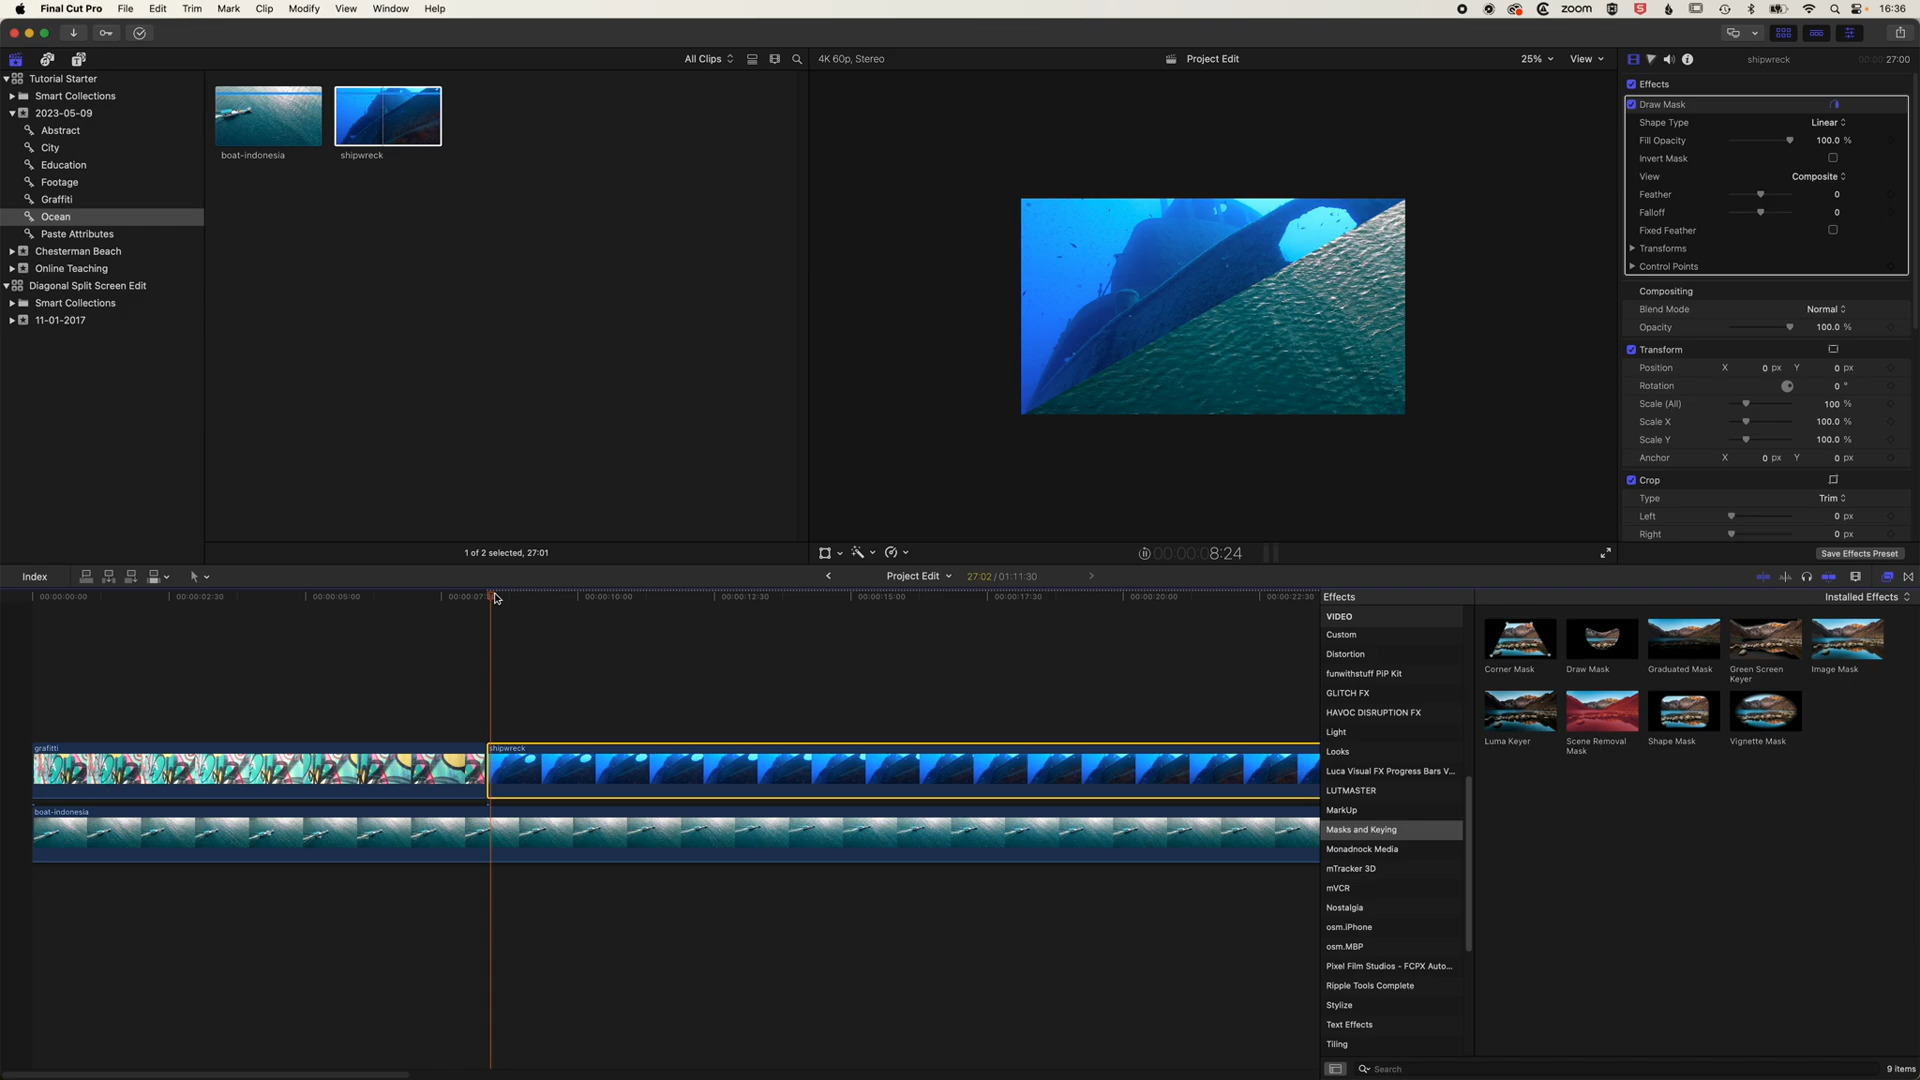 Final Cut Pro File Edit Trim Mark Clip Modify View Window Help zoom 16:36
All Clips 4K 60p, Stereo Project Edit 25% View shipwreck 27:00
Tutorial Starter
Smart Collections
2023-05-09
Abstract
City
Education
Footage
Graffiti
Ocean
Paste Attributes
Chesterman Beach
Online Teaching
Diagonal Split Screen Edit
Smart Collections
11-01-2017
boat-indonesia shipwreck
1 of 2 selected, 27:01
00:00:08:24
Effects
Draw Mask
Shape Type Linear
Fill Opacity 100.0 %
Invert Mask
View Composite
Feather 0
Falloff 0
Fixed Feather
Transforms
Control Points
Compositing
Blend Mode Normal
Opacity 100.0 %
Transform
Position X 0 px Y 0 px
Rotation 0 °
Scale (All) 100 %
Scale X 100.0 %
Scale Y 100.0 %
Anchor X 0 px Y 0 px
Crop
Type Trim
Left 0 px
Right 0 px
Save Effects Preset
Index Project Edit 27:02 / 01:11:30
00:00:00:00 00:00:02:30 00:00:05:00 00:00:10:00 00:00:12:30 00:00:15:00 00:00:17:30 00:00:20:00 00:00:22:30
grafitti shipwreck
boat-indonesia
Effects Installed Effects
VIDEO
Custom
Distortion
funwithstuff PiP Kit
GLITCH FX
HAVOC DISRUPTION FX
Light
Looks
Luca Visual FX Progress Bars V...
LUTMASTER
MarkUp
Masks and Keying
Monadnock Media
mTracker 3D
mVCR
Nostalgia
osm.iPhone
osm.MBP
Pixel Film Studios - FCPX Auto...
Ripple Tools Complete
Stylize
Text Effects
Tiling
Corner Mask Draw Mask Graduated Mask Green Screen Keyer Image Mask
Luma Keyer Scene Removal Mask Shape Mask Vignette Mask
Search 9 items